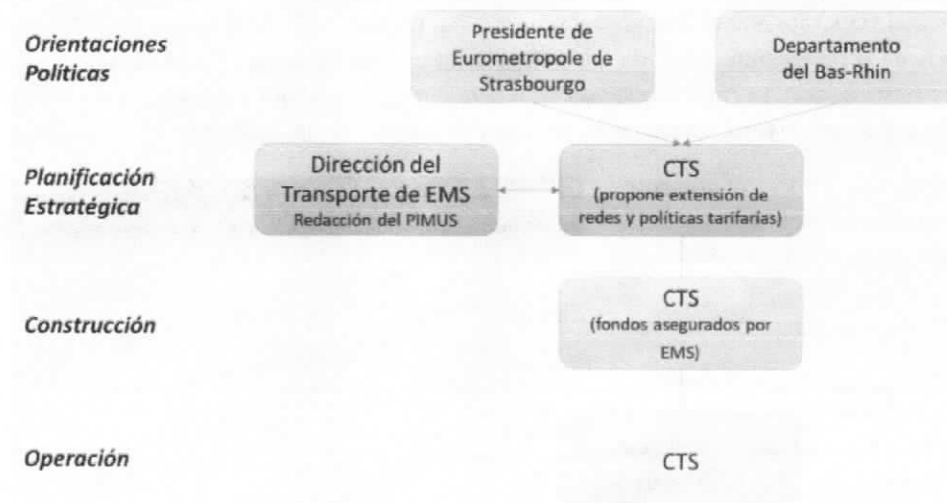 Orientaciones
Políticas
Presidente de
Eurometropole de
Strasbourgo
Departamento
del Bas-Rhin
Planificación
Estratégica
Dirección del
Transporte de EMS
Redacción del PIMUS
CTS
(propone extensión de
redes y políticas tarifarías)
Construcción
CTS
(fondos asegurados por
EMS)
Operación
CTS